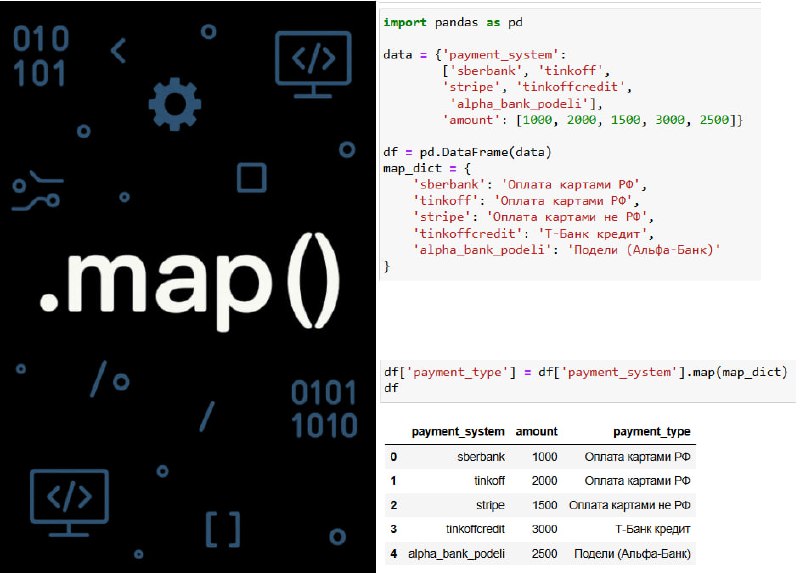 010
101
<
</>
.map()
/
0101
1010
/
</>
[ ]
import pandas as pd
data = {'payment_system':
['sberbank', 'tinkoff',
'stripe', 'tinkoffcredit',
'alpha_bank_podeli'],
'amount': [1000, 2000, 1500, 3000, 2500]}
df = pd.DataFrame(data)
map_dict = {
'sberbank': 'Оплата картами РФ',
'tinkoff': 'Оплата картами РФ',
'stripe': 'Оплата картами не РФ',
'tinkoffcredit': 'Т-Банк кредит',
'alpha_bank_podeli': 'Подели (Альфа-Банк)'
}
df['payment_type'] = df['payment_system'].map(map_dict)
df
payment_system amount payment_type
0 sberbank 1000 Оплата картами РФ
1 tinkoff 2000 Оплата картами РФ
2 stripe 1500 Оплата картами не РФ
3 tinkoffcredit 3000 Т-Банк кредит
4 alpha_bank_podeli 2500 Подели (Альфа-Банк)